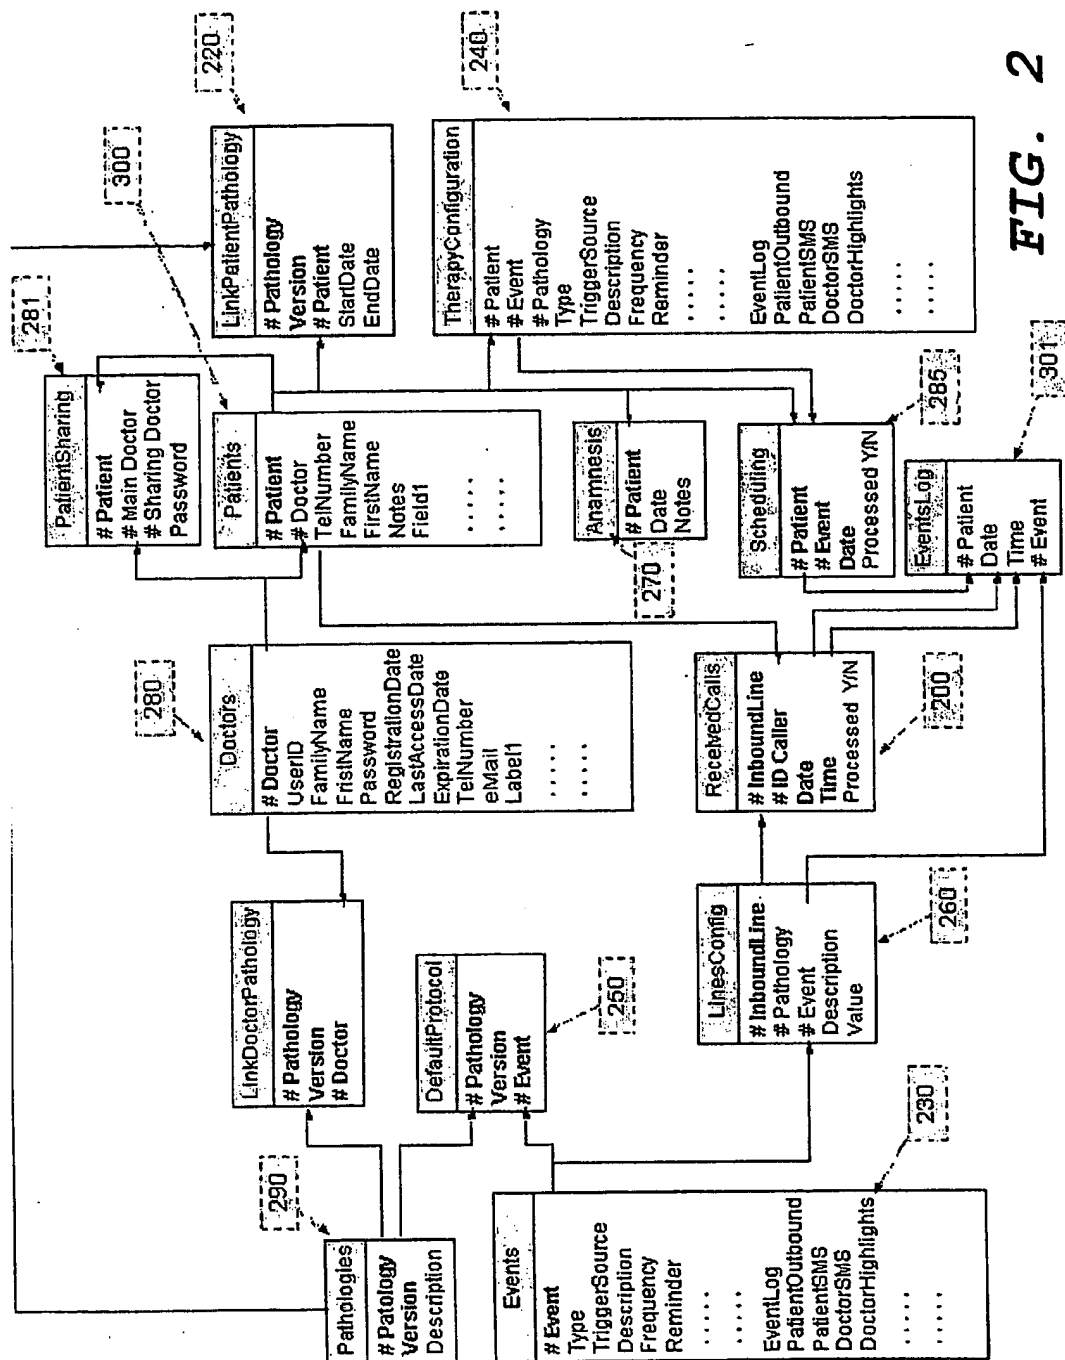 Pathologies
# Patology
Version
Description
290
Events
# Event
Type
TriggerSource
Description
Frequency
Reminder
.....
.....
EventLog
PatientOutbound
PatientSMS
DoctorSMS
DoctorHighlights
.....
.....
230
LinkDoctorPathology
# Pathology
Version
# Doctor
DefaultProtocol
# Pathology
Version
# Event
250
LinesConfig
# InboundLine
# Pathology
# Event
Description
Value
260
Doctors
# Doctor
UserID
FamilyName
FristName
Password
RegistrationDate
LastAccessDate
ExpirationDate
TelNumber
eMail
Label1
.....
.....
280
ReceivedCalls
# InboundLine
# ID Caller
Date
Time
Processed Y/N
200
PatientSharing
# Patient
# Main Doctor
# Sharing Doctor
Password
281
Patients
# Patient
# Doctor
TelNumber
FamilyName
FirstName
Notes
Field1
.....
.....
300
Anamnesis
# Patient
Date
Notes
270
Scheduling
# Patient
# Event
Date
Processed Y/N
285
EventsLog
# Patient
Date
Time
# Event
301
LinkPatientPathology
# Pathology
Version
# Patient
StartDate
EndDate
220
TherapyConfiguration
# Patient
# Event
# Pathology
Type
TriggerSource
Description
Frequency
Reminder
.....
.....
EventLog
PatientOutbound
PatientSMS
DoctorSMS
DoctorHighlights
.....
.....
240
FIG. 2